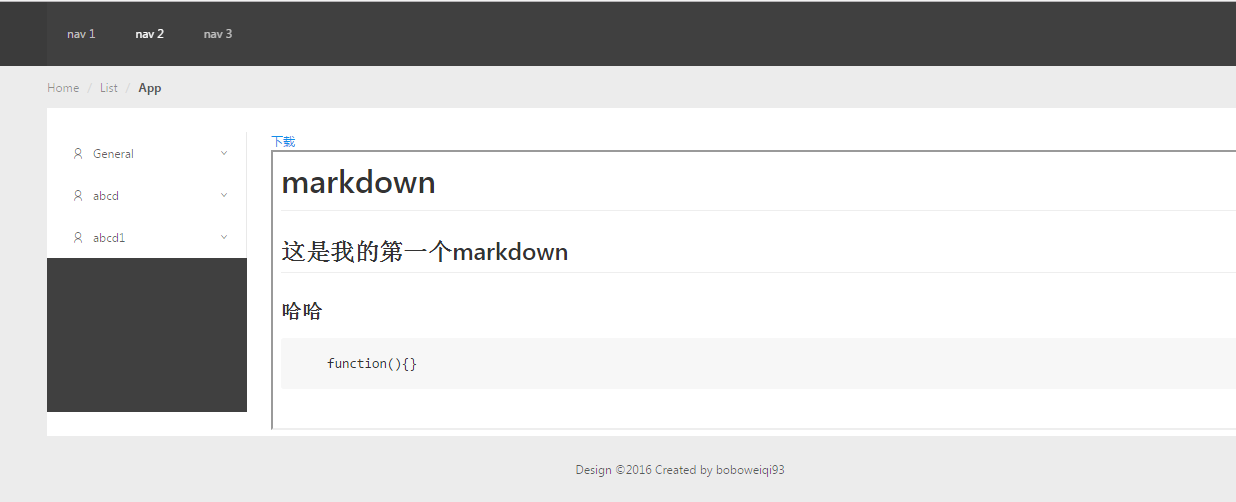 nav 1 nav 2 nav 3
Home / List / App
General
abcd
abcd1
下载
markdown
这是我的第一个markdown
哈哈
function(){}
Design ©2016 Created by boboweiqi93